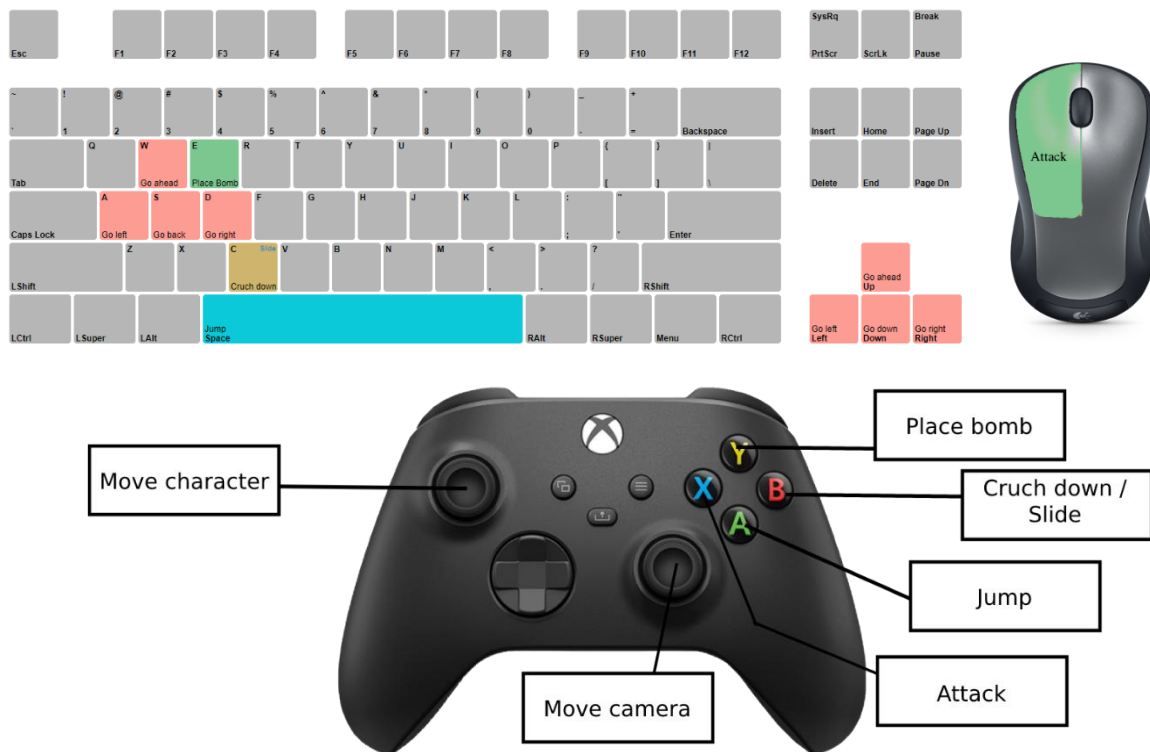 SysRq Break
Esc F1 F2 F3 F4 F5 F6 F7 F8 F9 F10 F11 F12 PrtScr ScrLk Pause
~ ! @ # $ % ^ & * ( ) _ +
` 1 2 3 4 5 6 7 8 9 0 - = Backspace Insert Home Page Up
Q W E R T Y U I O P { } |
Tab Go ahead Place Bomb [ ] \ Delete End Page Dn
Attack
A S D F G H J K L : "
Caps Lock Go left Go back Go right ; ' Enter
Z X C Slide V B N M < > ?
LShift Cruch down , . / RShift
Go ahead
Up
Jump
LCtrl LSuper LAlt Space RAlt RSuper Menu RCtrl
Go left Go down Go right
Left Down Right
Place bomb
Move character
Y
X B
A
Cruch down /
Slide
Jump
Attack
Move camera